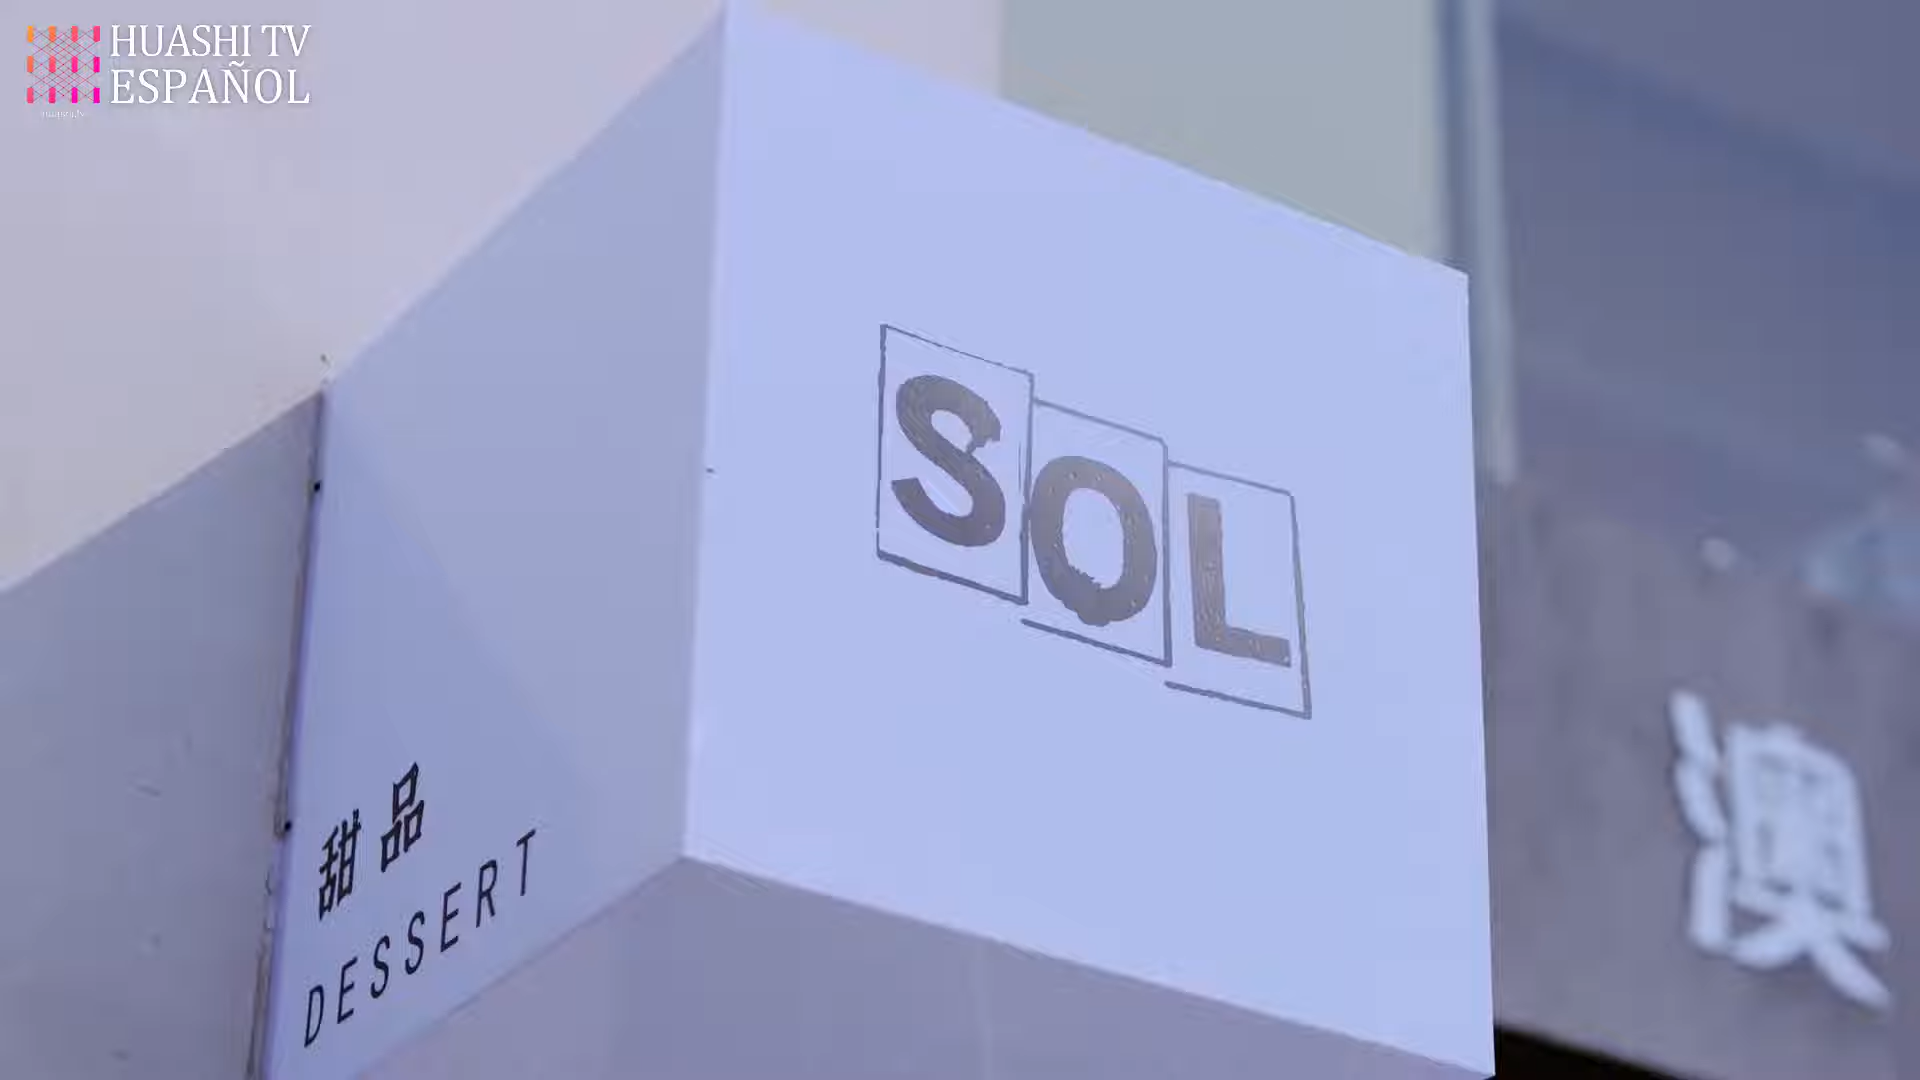 HUASHI TV
ESPAÑOL
SOL
甜品
DESSERT
澳